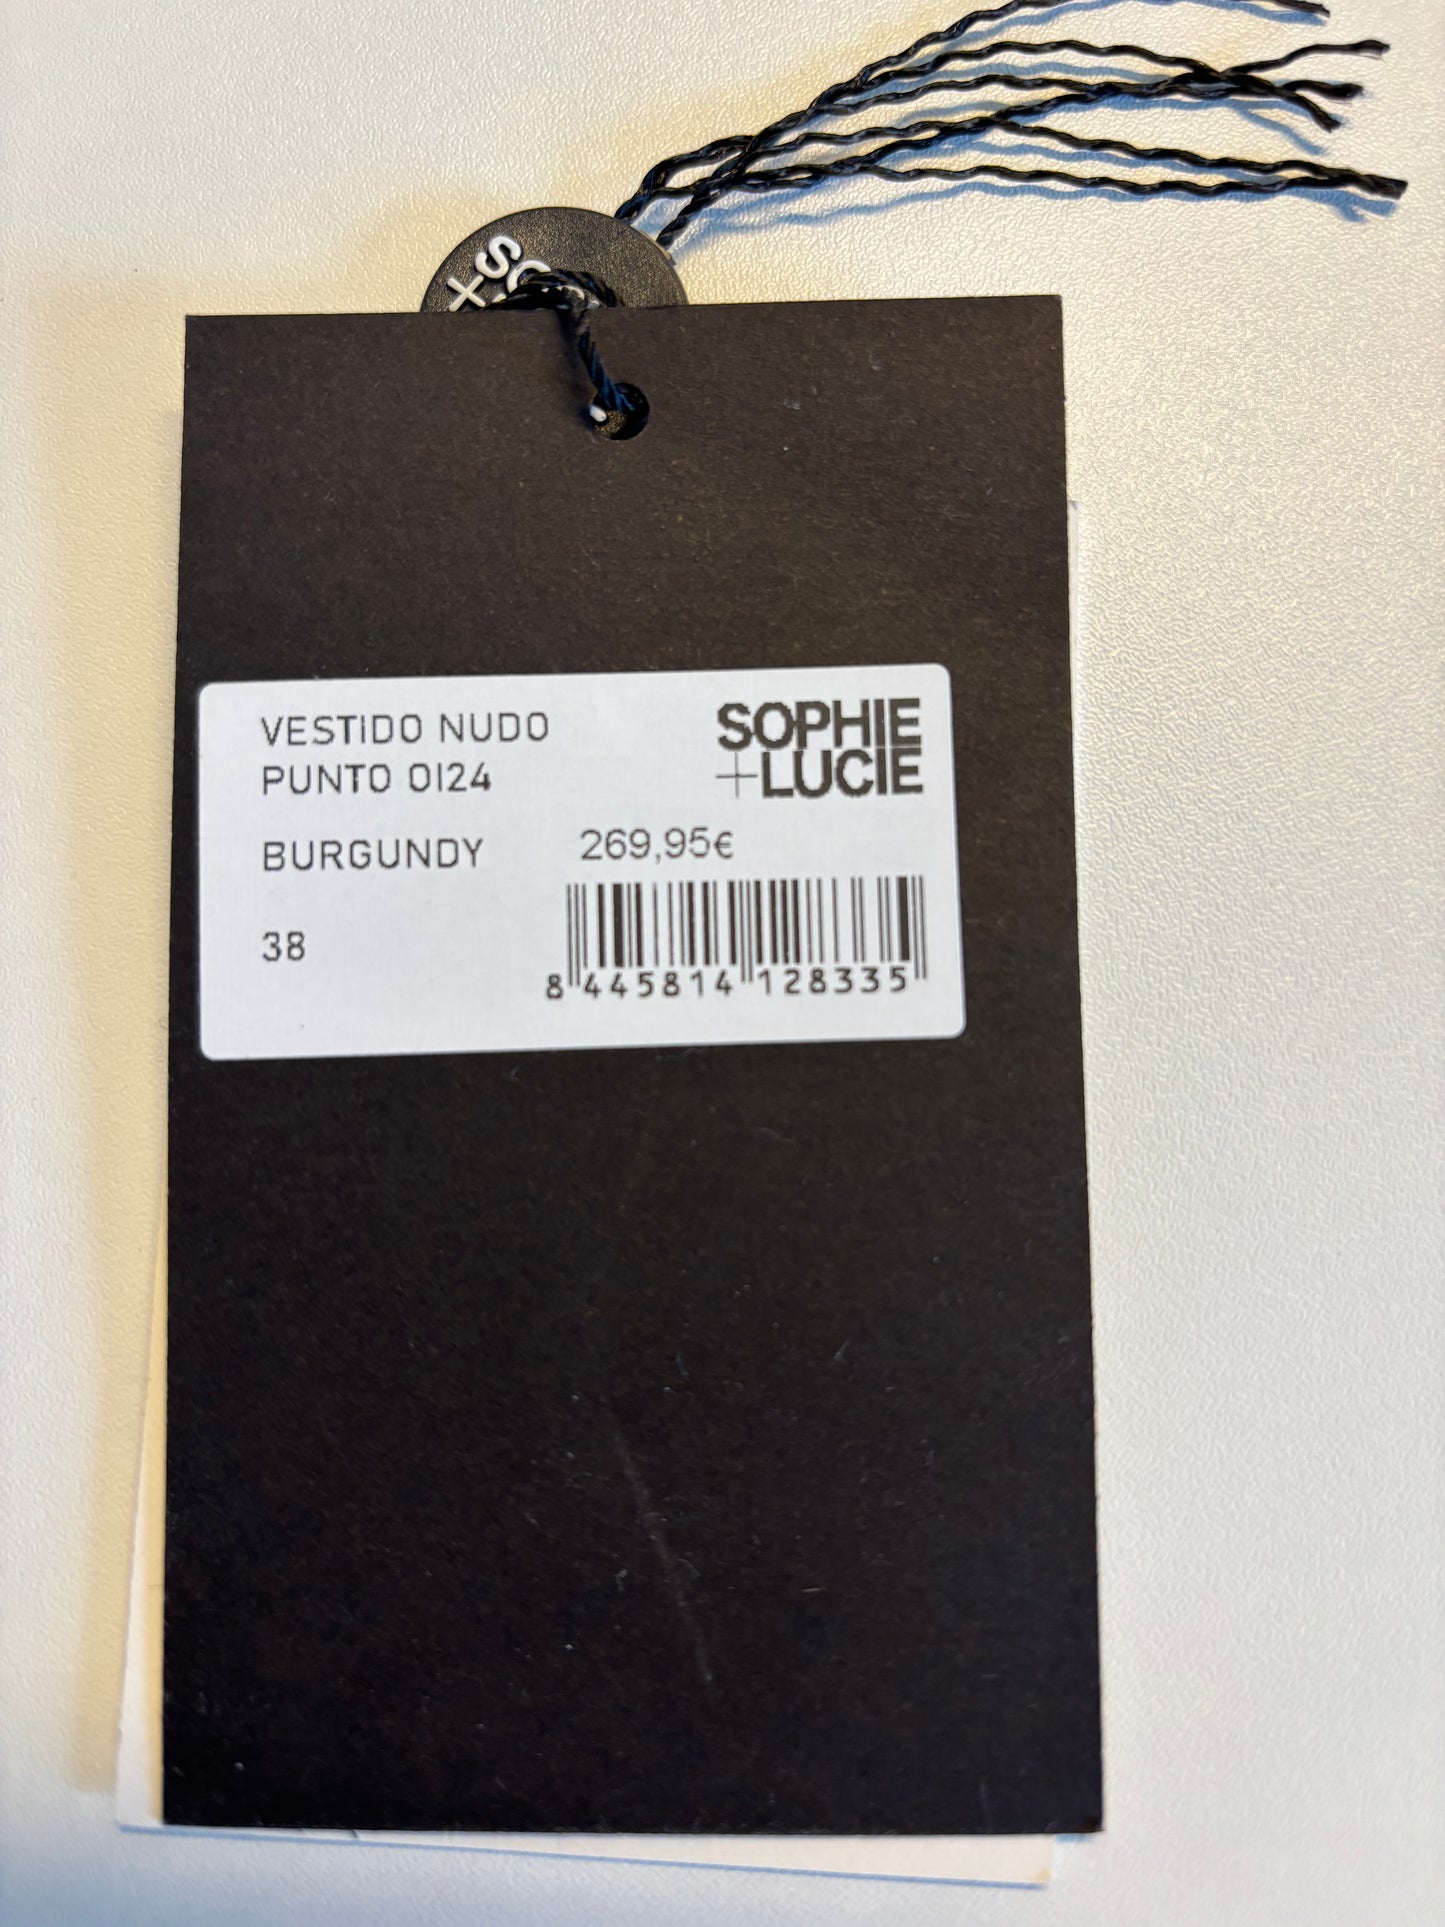 VESTIDO NUDO
PUNTO OI24
SOPHIE
+LUCIE
BURGUNDY
269,95€
38
8 445814 128335